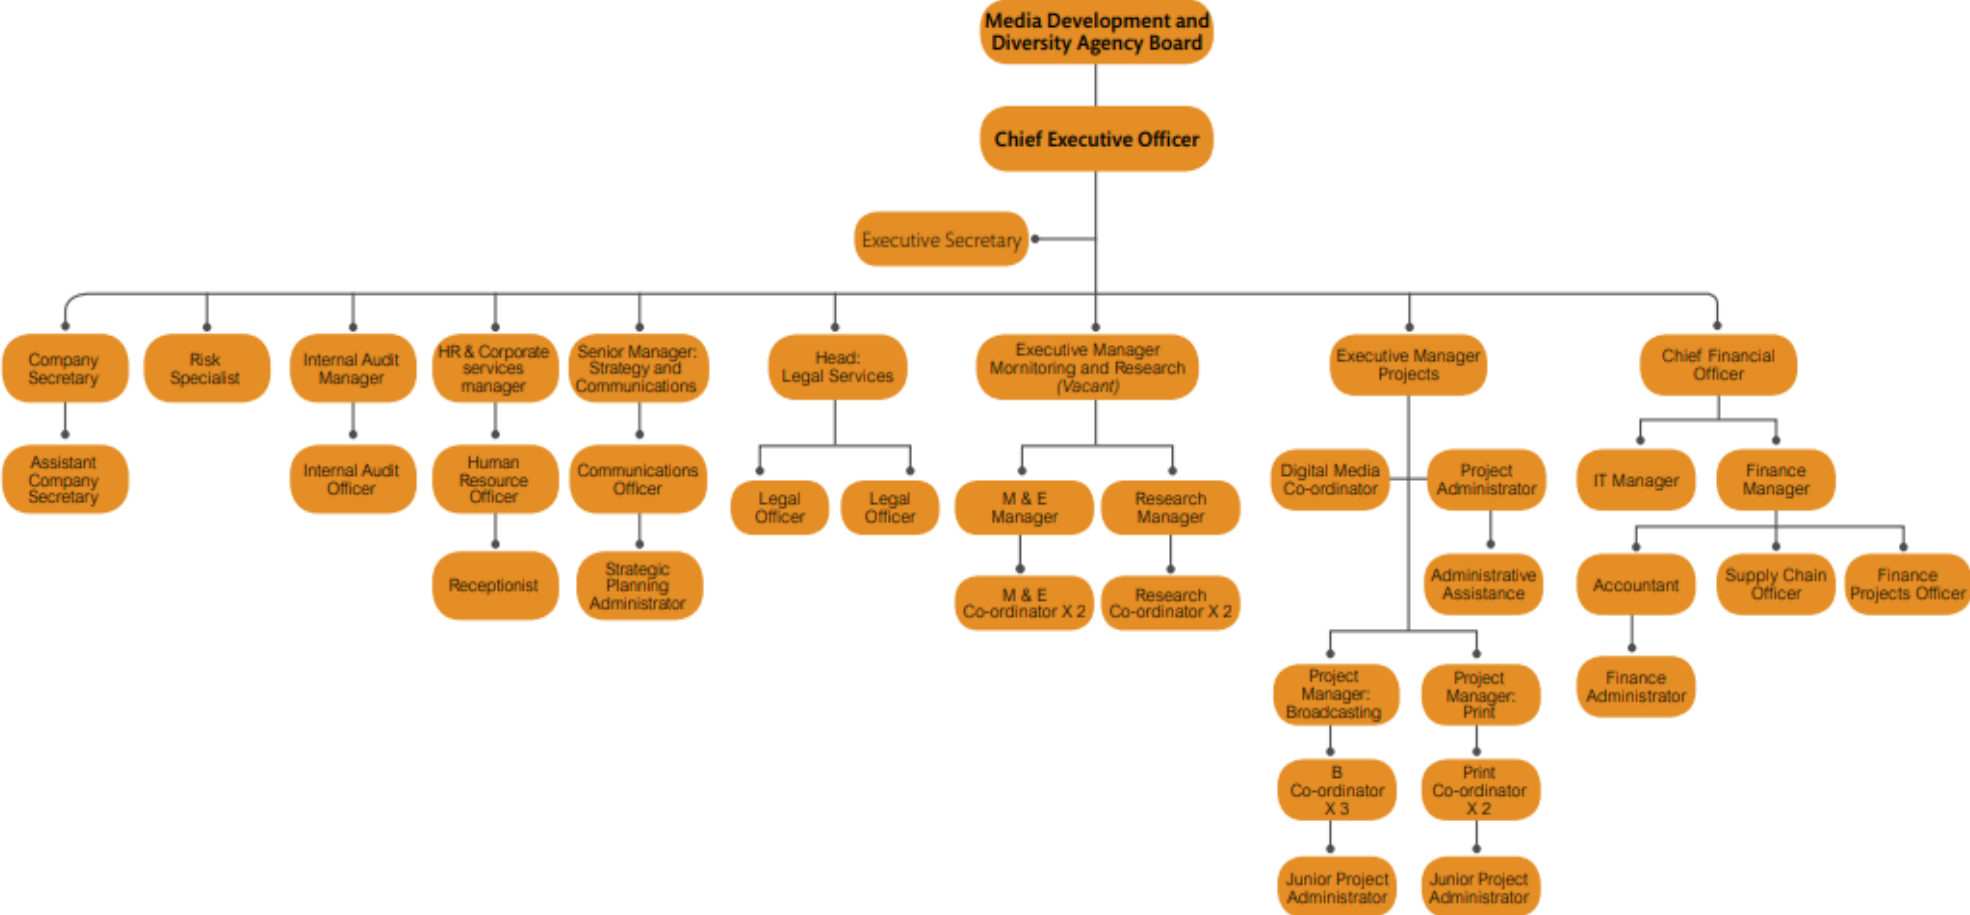 Media Development and
Diversity Agency Board
Chief Executive Officer
Executive Secretary
Company
Secretary
Risk
Specialist
Internal Audit
Manager
HR & Corporate
services
manager
Senior Manager:
Strategy and
Communications
Head:
Legal Services
Executive Manager
Mornitoring and Research
(Vacant)
Executive Manager
Projects
Chief Financial
Officer
Assistant
Company
Secretary
Internal Audit
Officer
Human
Resource
Officer
Communications
Officer
Legal
Officer
Legal
Officer
M & E
Manager
Research
Manager
Digital Media
Co-ordinator
Project
Administrator
IT Manager
Finance
Manager
Receptionist
Strategic
Planning
Administrator
M & E
Co-ordinator X 2
Research
Co-ordinator X 2
Administrative
Assistance
Accountant
Supply Chain
Officer
Finance
Projects Officer
Project
Manager:
Broadcasting
Project
Manager:
Print
Finance
Administrator
B
Co-ordinator
X 3
Print
Co-ordinator
X 2
Junior Project
Administrator
Junior Project
Administrator